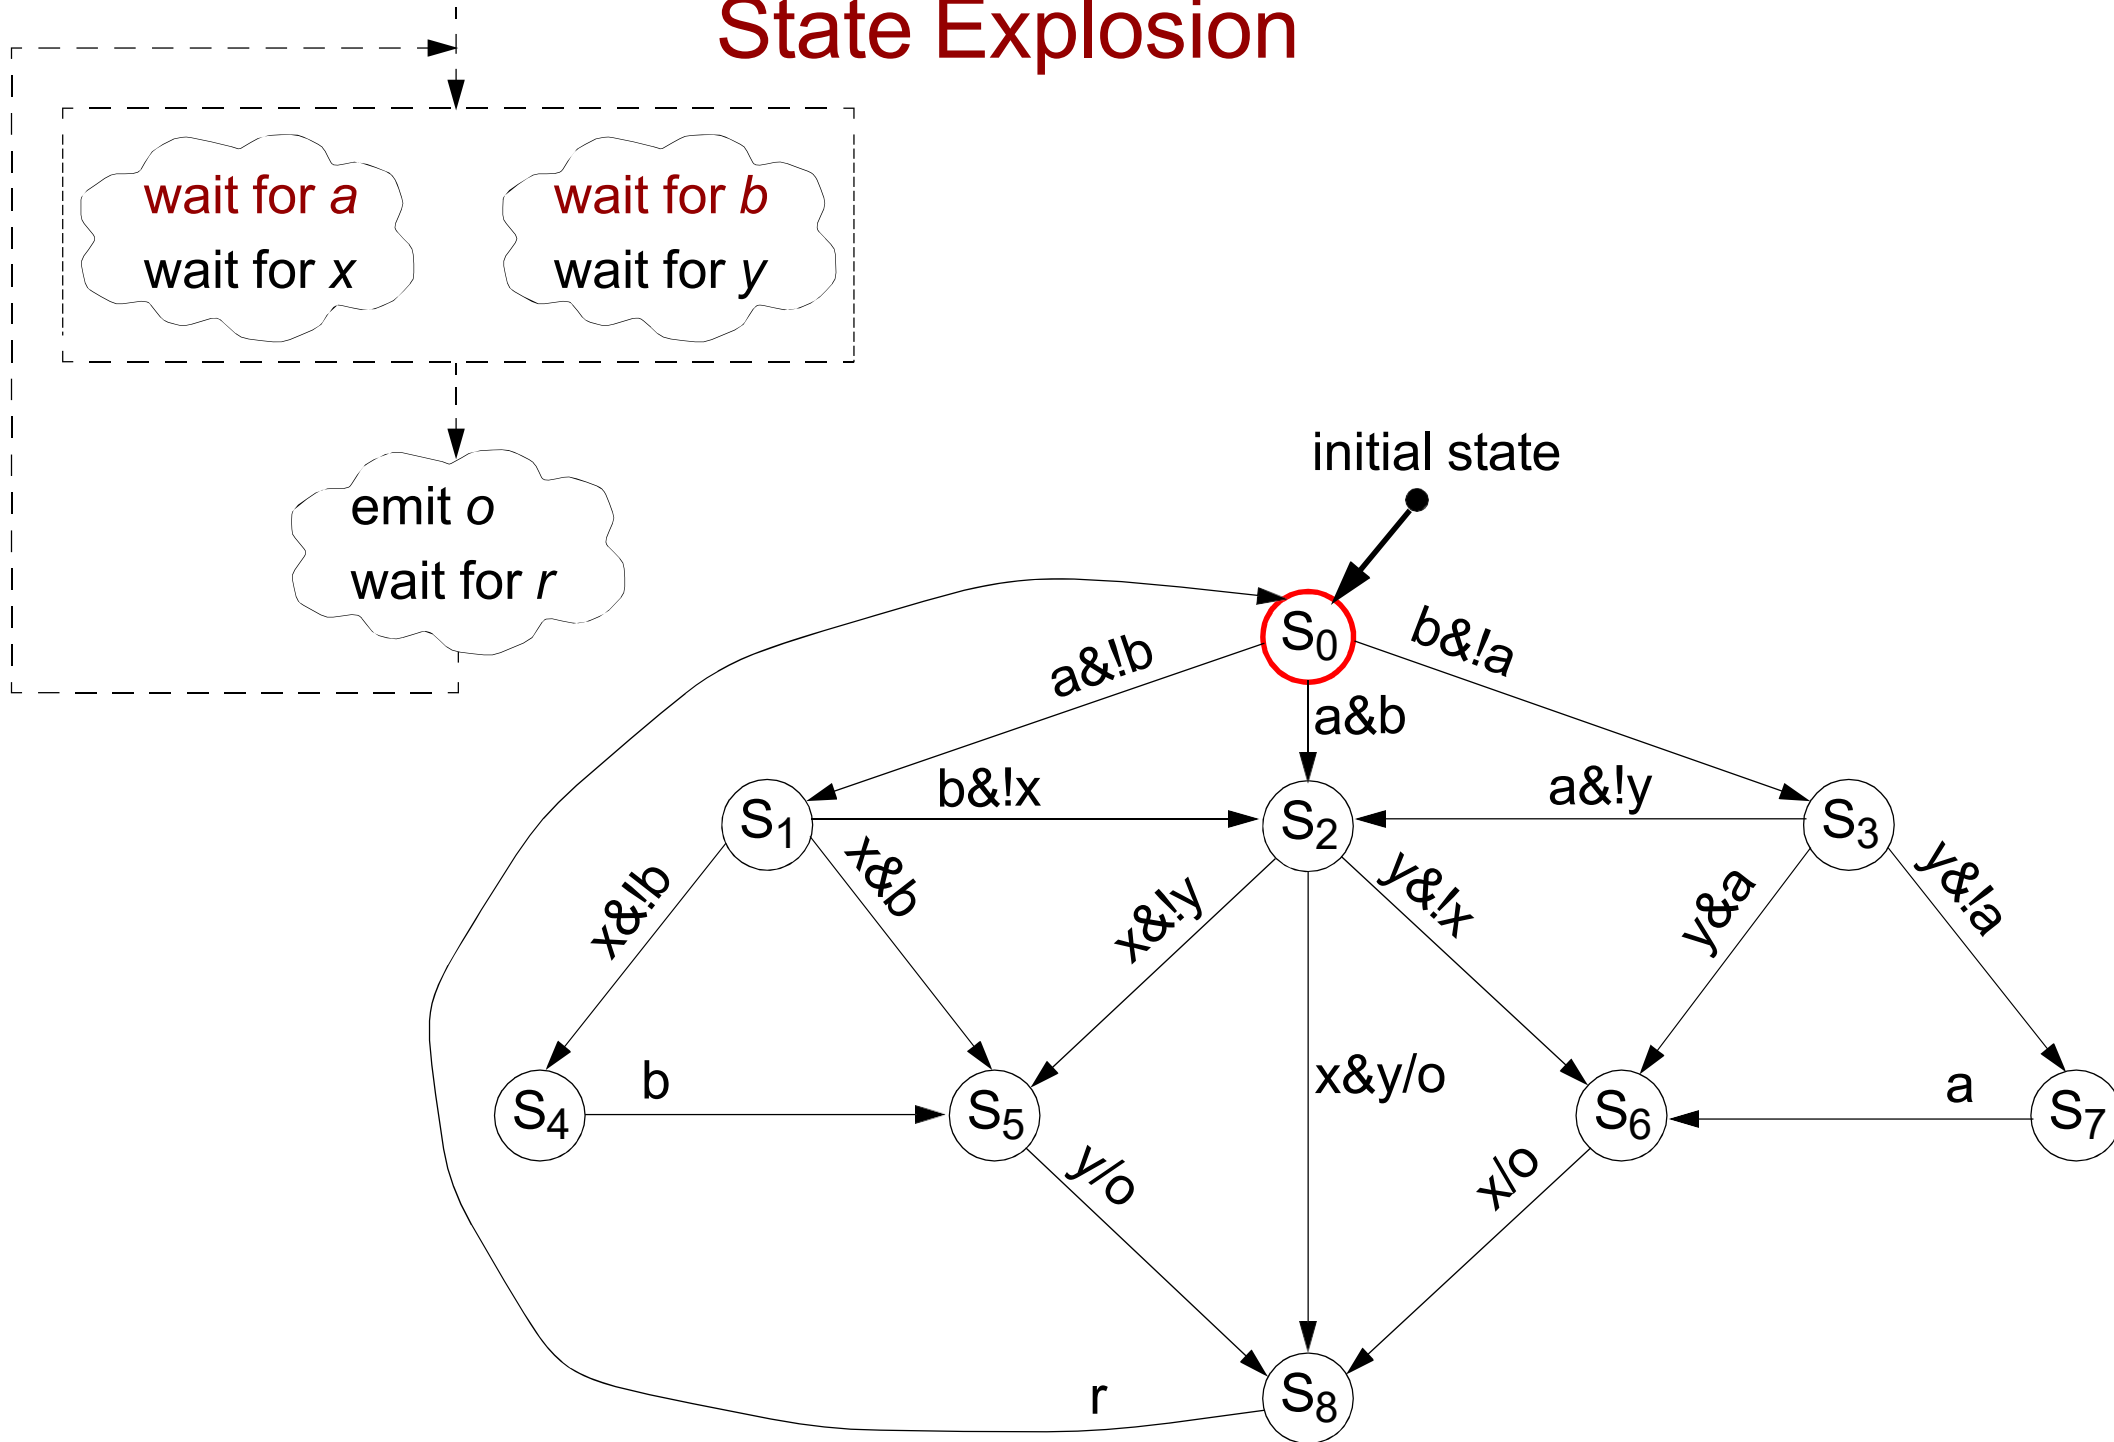 State Explosion
wait for a
wait for x
wait for b
wait for y
emit o
wait for r
initial state
S0
a&!b
b&!a
a&b
S1
b&!x
S2
a&!y
S3
x&!b
x&b
x&!y
y&!x
y&a
y&!a
S4
b
S5
x&y/o
S6
a
S7
y/o
x/o
r
S8